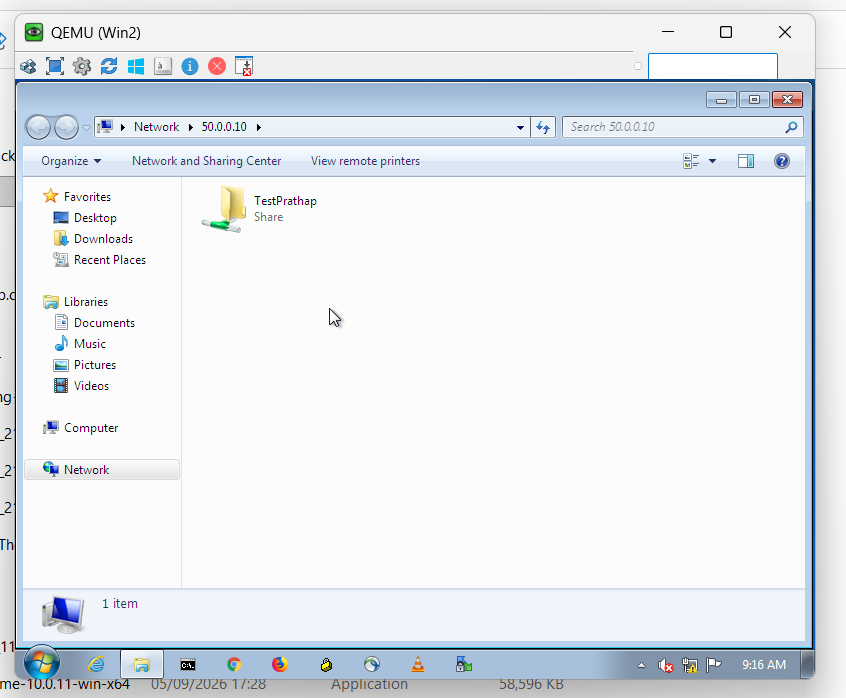 QEMU (Win2)
Network
50.0.0.10
Search 50.0.0.10
Organize
Network and Sharing Center
View remote printers
Favorites
Desktop
Downloads
Recent Places
Libraries
Documents
Music
Pictures
Videos
Computer
Network
TestPrathap
Share
1 item
9:16 AM
me-10.0.11-win-x64 05/09/2026 17:28 Application 58,596 KB